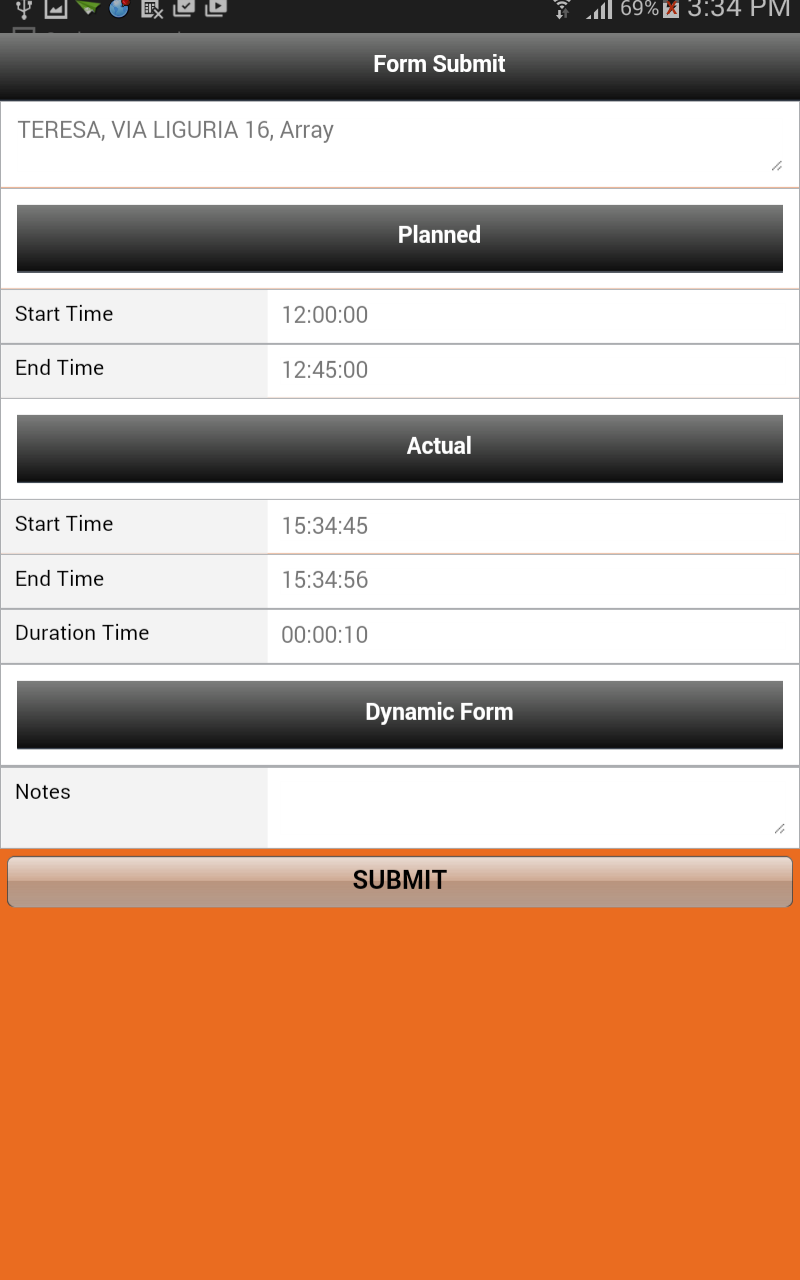 69% 3:34 PM
Form Submit
TERESA, VIA LIGURIA 16, Array
Planned
Start Time 12:00:00
End Time 12:45:00
Actual
Start Time 15:34:45
End Time 15:34:56
Duration Time 00:00:10
Dynamic Form
Notes
SUBMIT